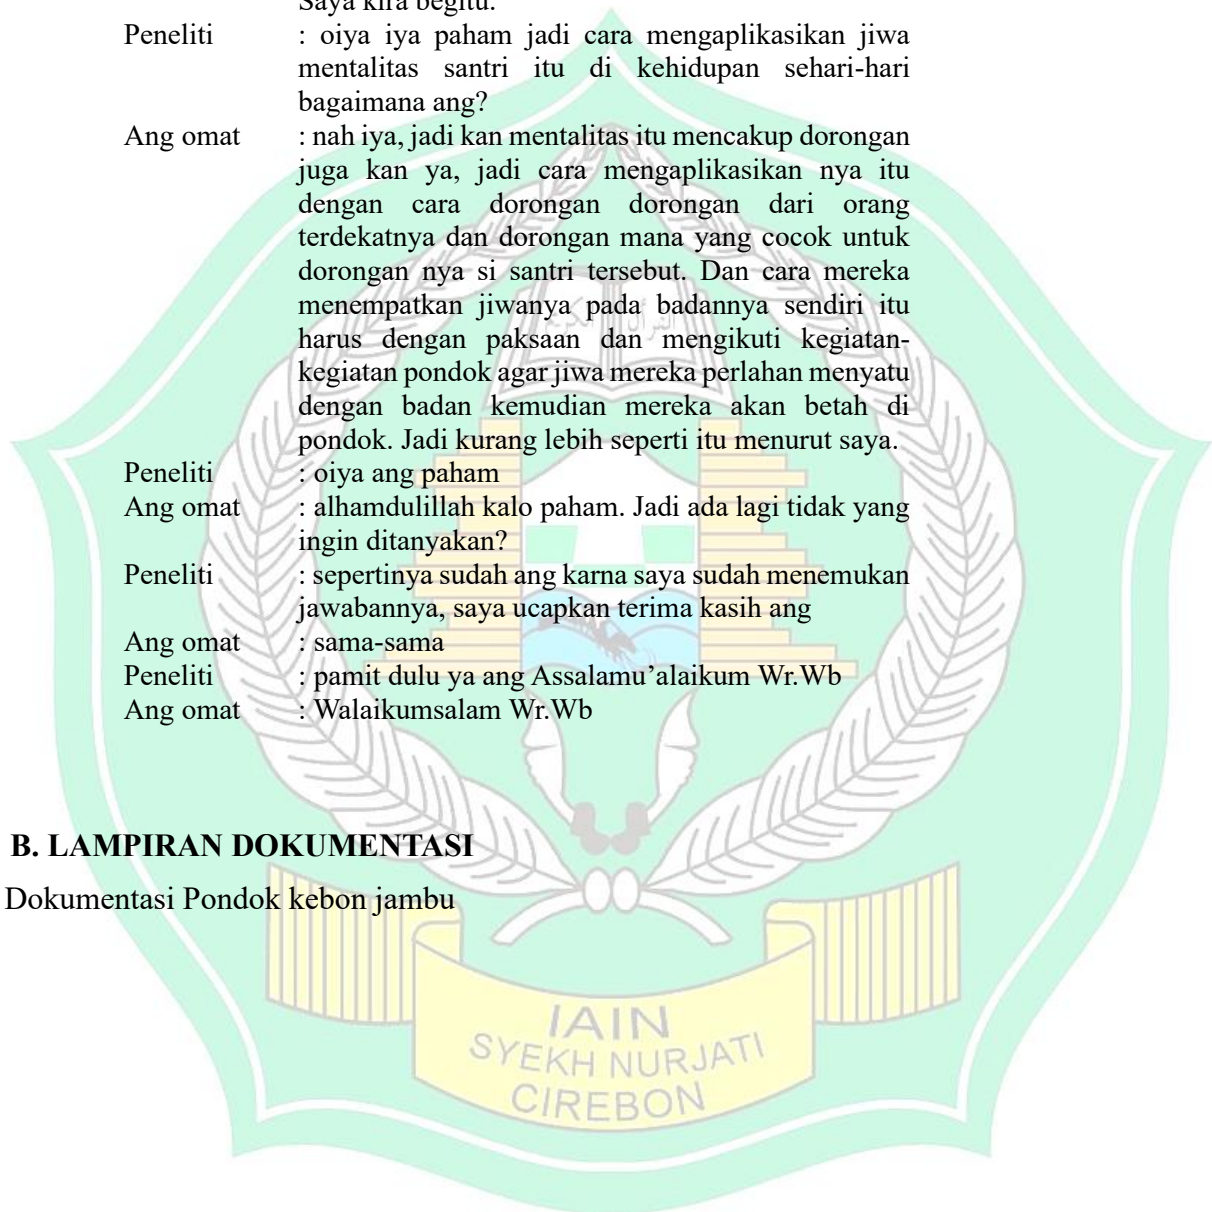 Saya kira begitu.
Peneliti : oiya iya paham jadi cara mengaplikasikan jiwa
mentalitas santri itu di kehidupan sehari-hari
bagaimana ang?
Ang omat : nah iya, jadi kan mentalitas itu mencakup dorongan
juga kan ya, jadi cara mengaplikasikan nya itu
dengan cara dorongan dorongan dari orang
terdekatnya dan dorongan mana yang cocok untuk
dorongan nya si santri tersebut. Dan cara mereka
menempatkan jiwanya pada badannya sendiri itu
harus dengan paksaan dan mengikuti kegiatan-
kegiatan pondok agar jiwa mereka perlahan menyatu
dengan badan kemudian mereka akan betah di
pondok. Jadi kurang lebih seperti itu menurut saya.
Peneliti : oiya ang paham
Ang omat : alhamdulillah kalo paham. Jadi ada lagi tidak yang
ingin ditanyakan?
Peneliti : sepertinya sudah ang karna saya sudah menemukan
jawabannya, saya ucapkan terima kasih ang
Ang omat : sama-sama
Peneliti : pamit dulu ya ang Assalamu’alaikum Wr.Wb
Ang omat : Walaikumsalam Wr.Wb
B. LAMPIRAN DOKUMENTASI
Dokumentasi Pondok kebon jambu
IAIN
SYEKH NURJATI
CIREBON